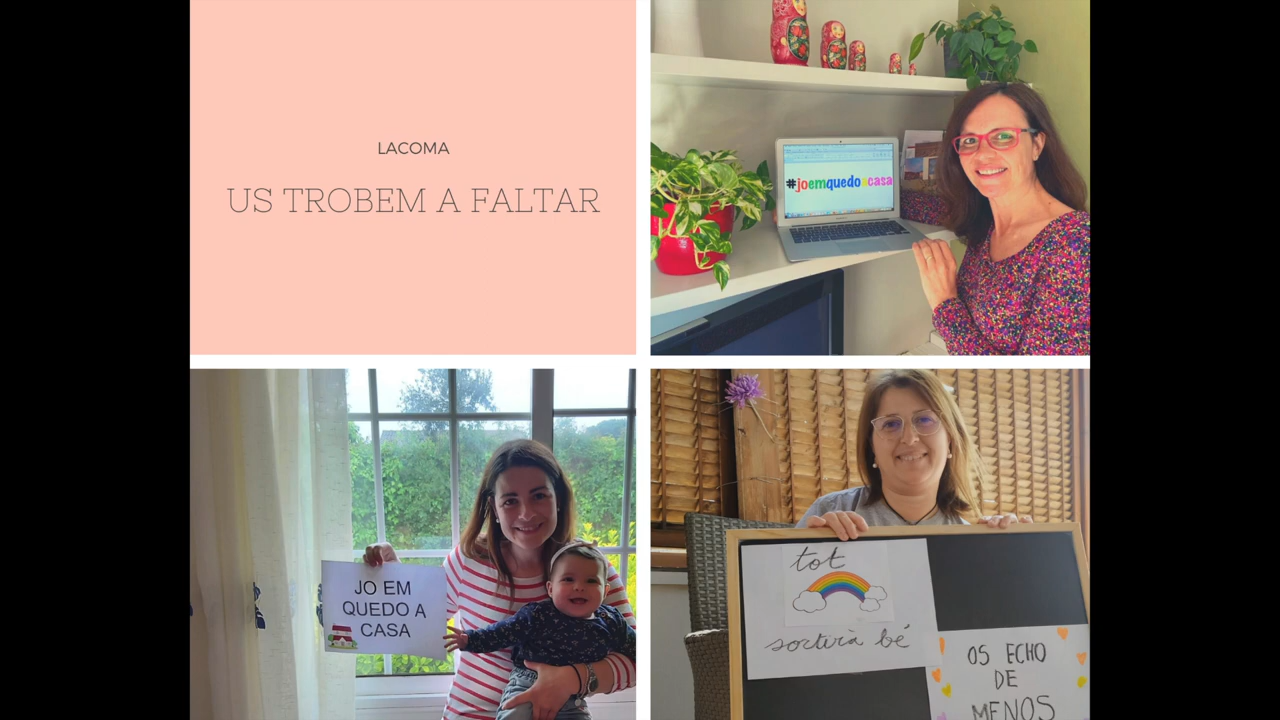 LACOMA
US TROBEM A FALTAR
#joemquedoacasa
JO EM
QUEDO A
CASA
tot
sortirà bé
OS ECHO
DE
MENOS